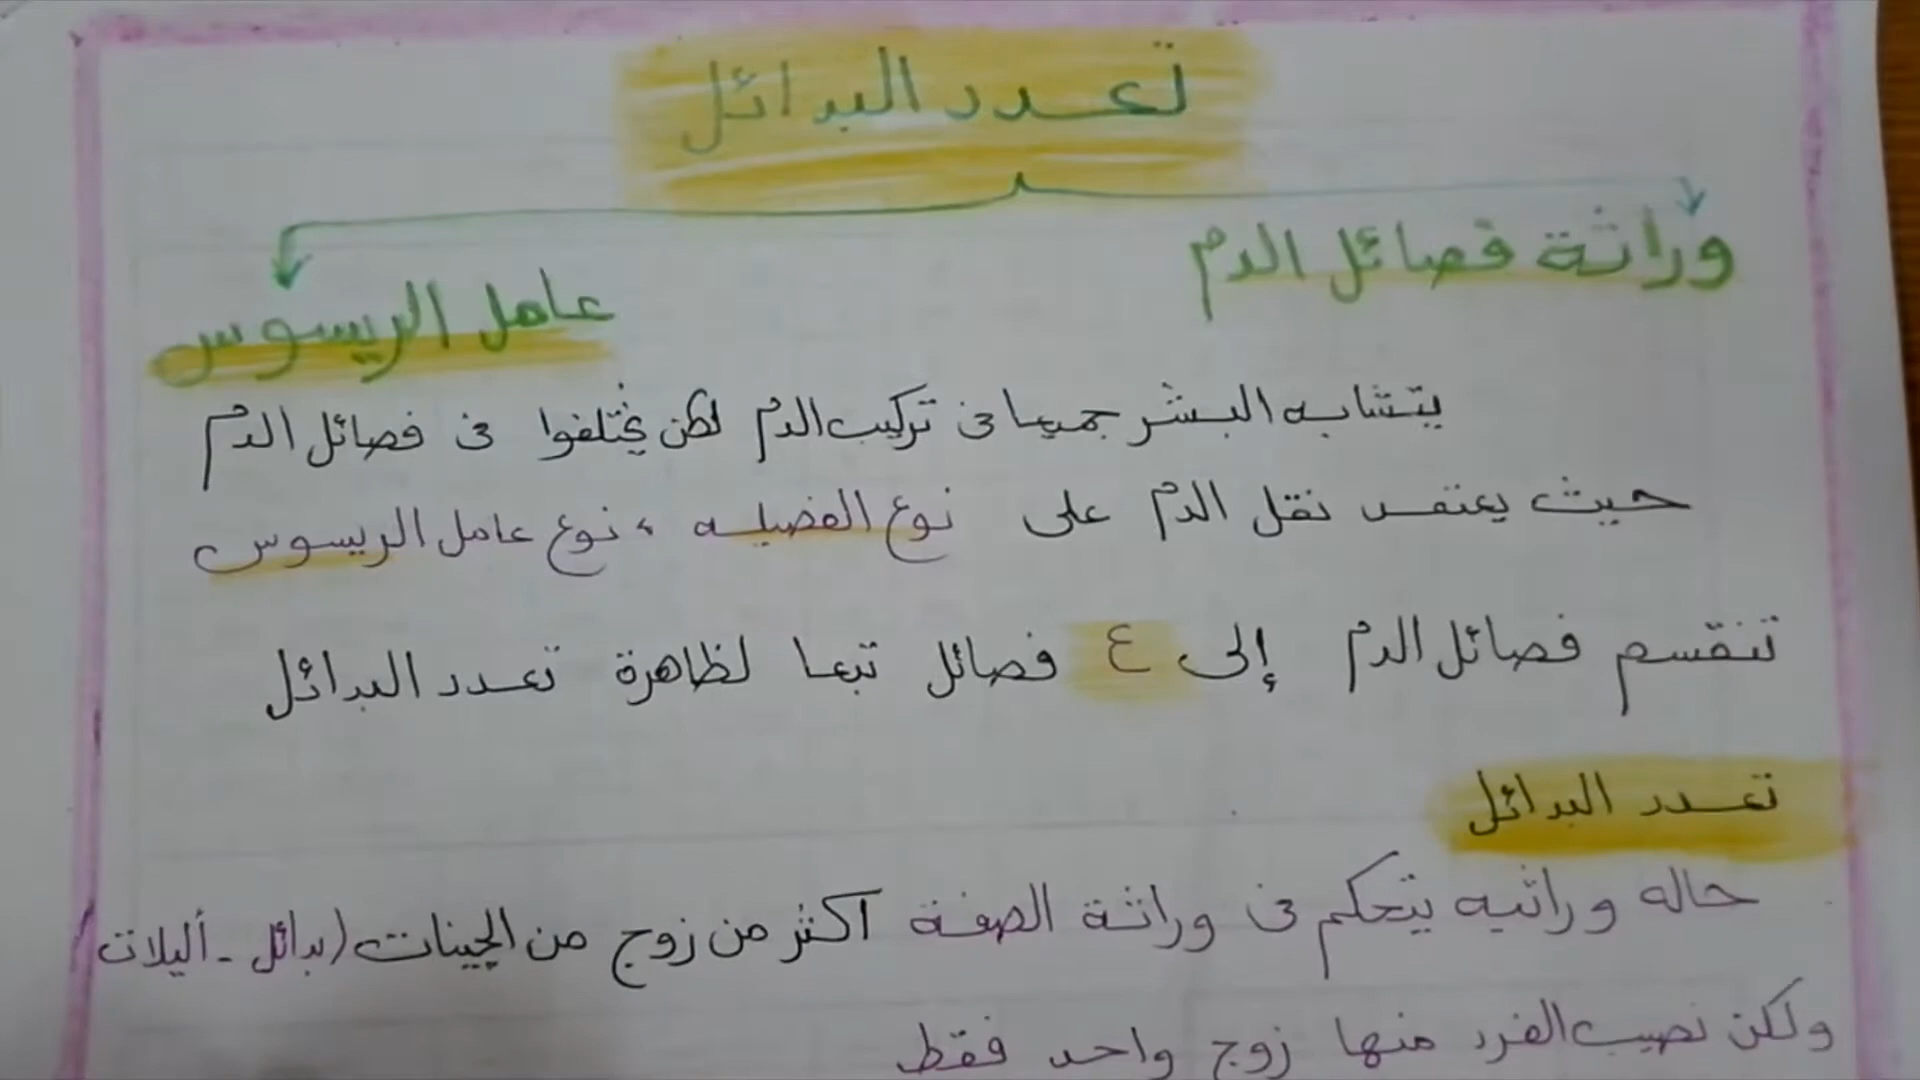 تعدد البدائل
وراثة فصائل الدم
عامل الريسوس
يتشابه البشر جميعا فى تركيب الدم لكن يختلفوا فى فصائل الدم
حيث يعتمد نقل الدم على نوع الفصيله ، نوع عامل الريسوس
تنقسم فصائل الدم إلى ٤ فصائل تبعا لظاهرة تعدد البدائل
تعدد البدائل
حاله وراثيه يتحكم فى وراثة الصفة اكثر من زوج من الجينات (بدائل - أليلات
ولكن نصيب الفرد منها زوج واحد فقط